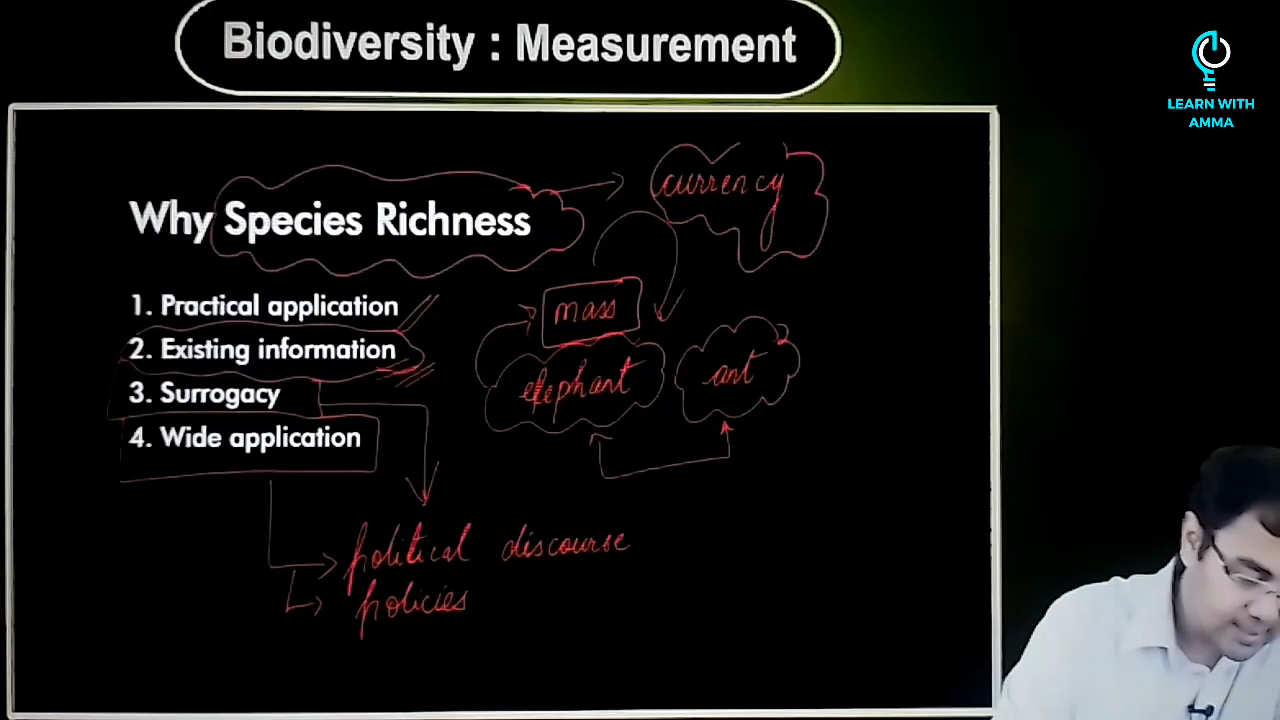 Biodiversity : Measurement
LEARN WITH
AMMA
currency
Why Species Richness
1. Practical application
mass
2. Existing information
elephant
ant
3. Surrogacy
4. Wide application
political discourse
policies